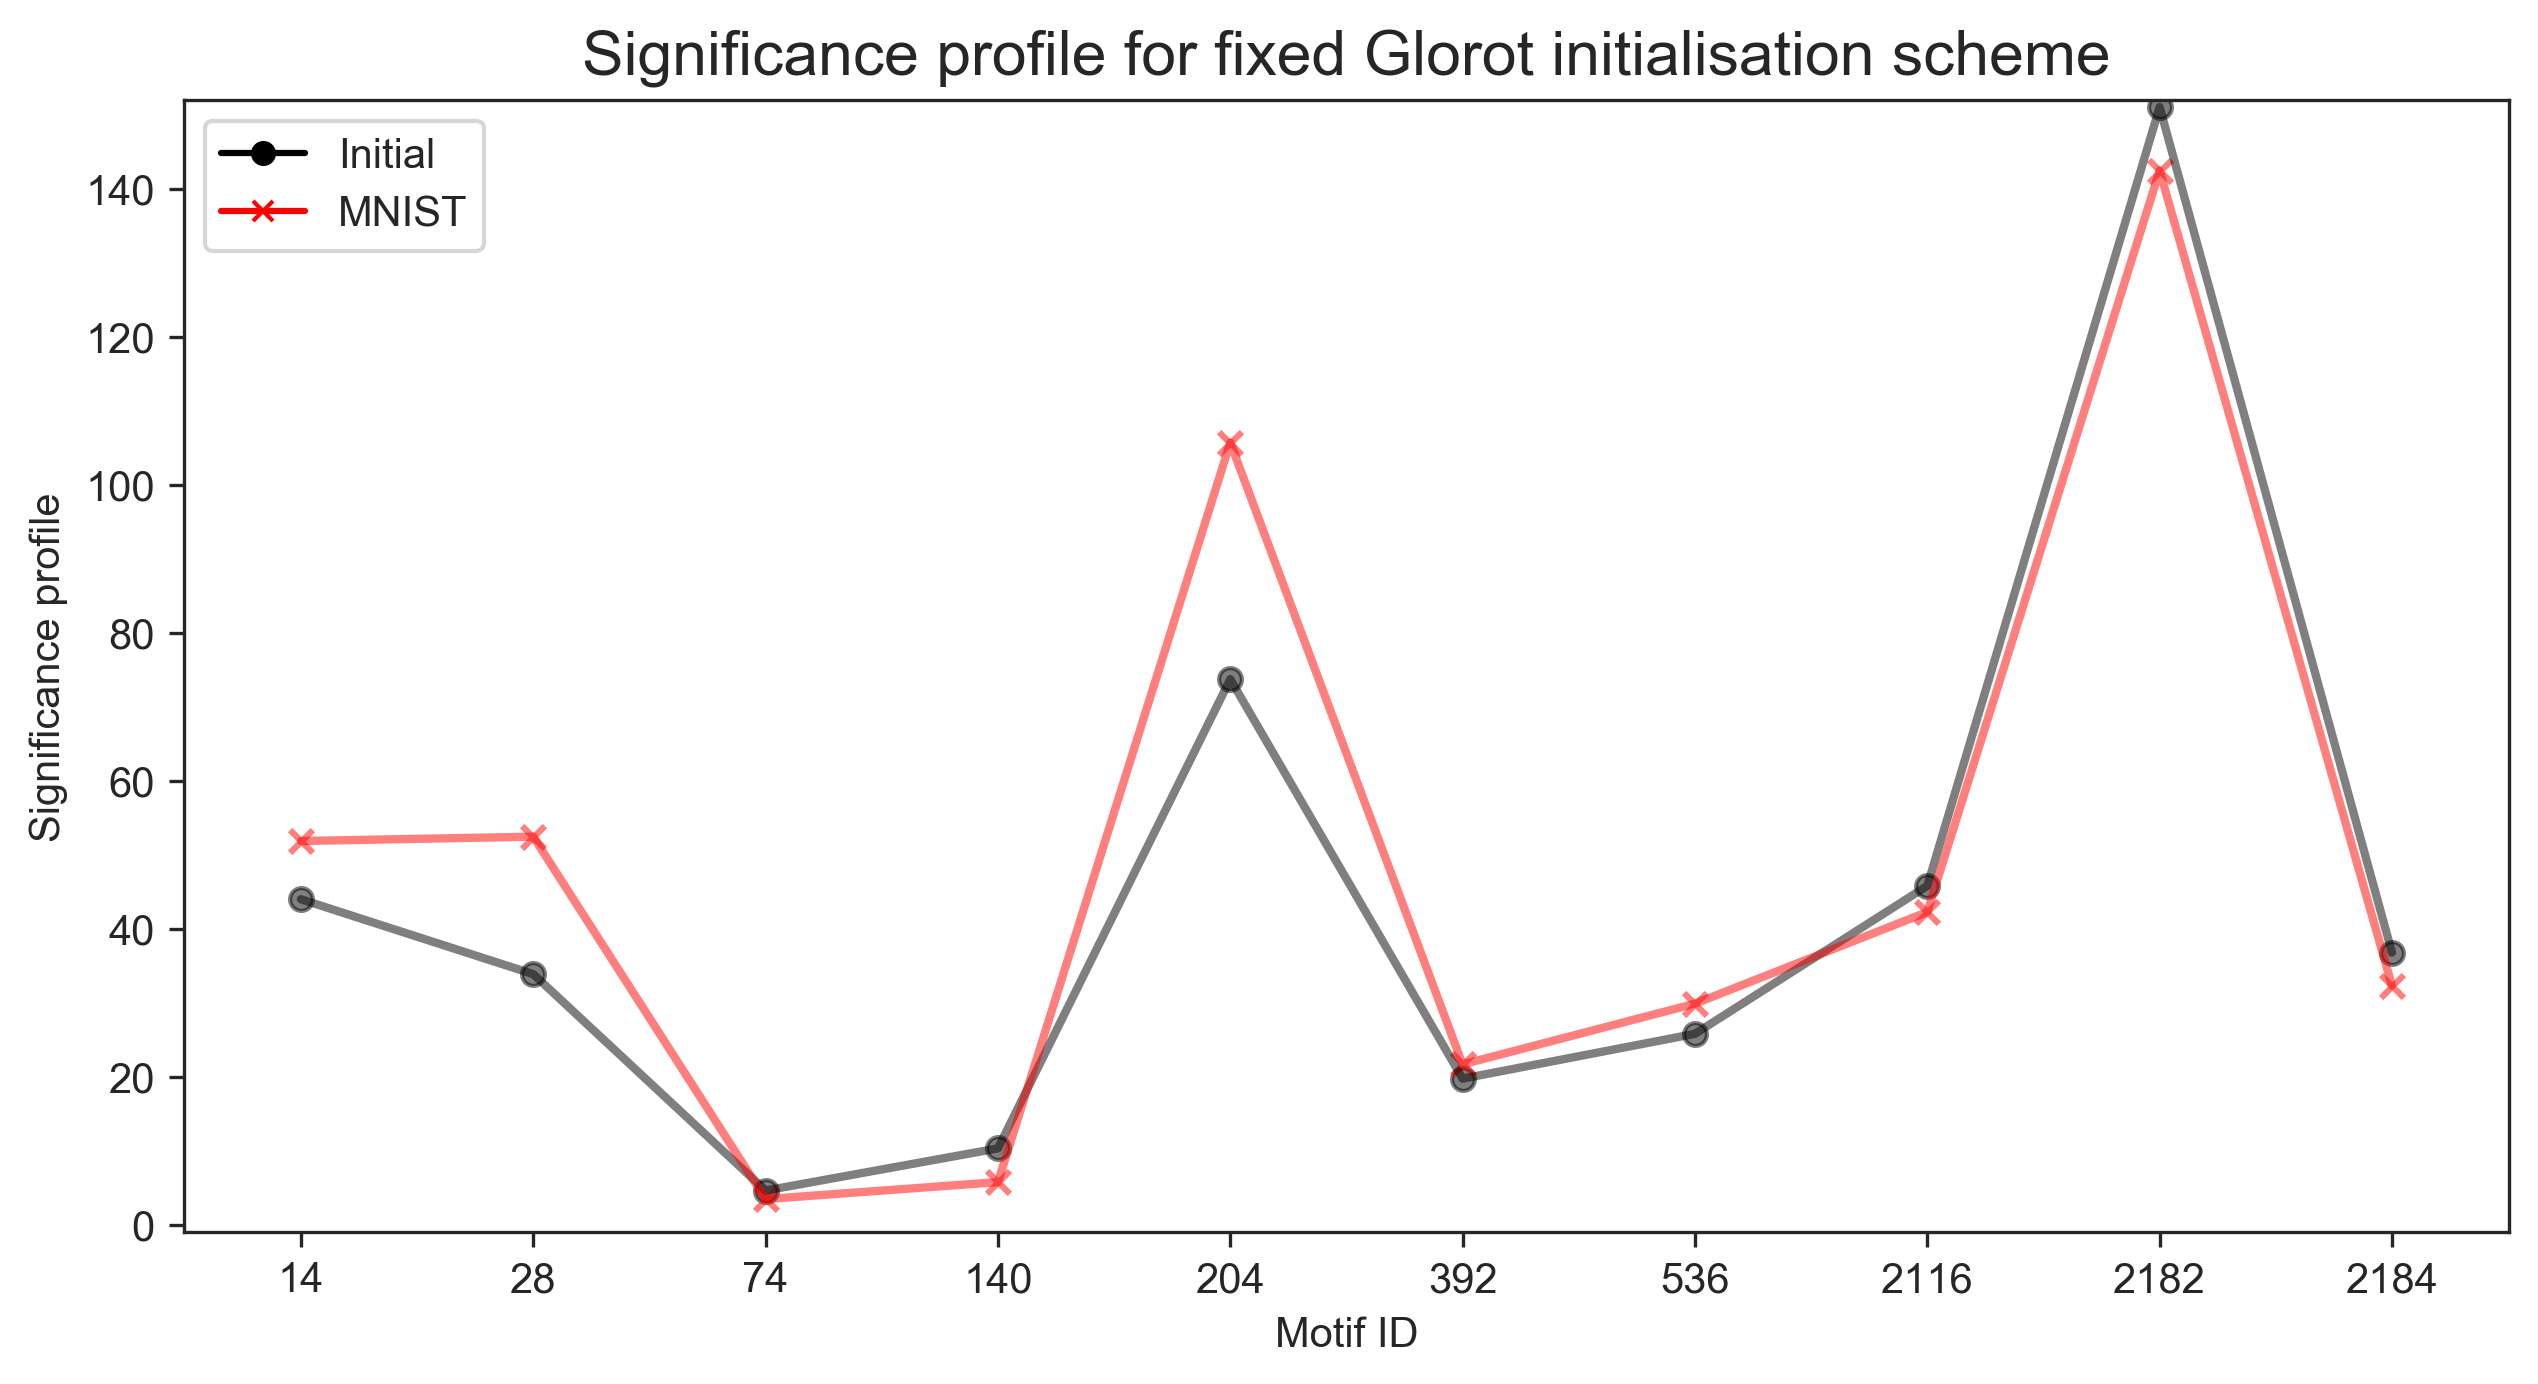 Significance profile for fixed Glorot initialisation scheme
Initial
MNIST
140
120
100
80
60
40
20
0
Significance profile
14 28 74 140 204 392 536 2116 2182 2184
Motif ID